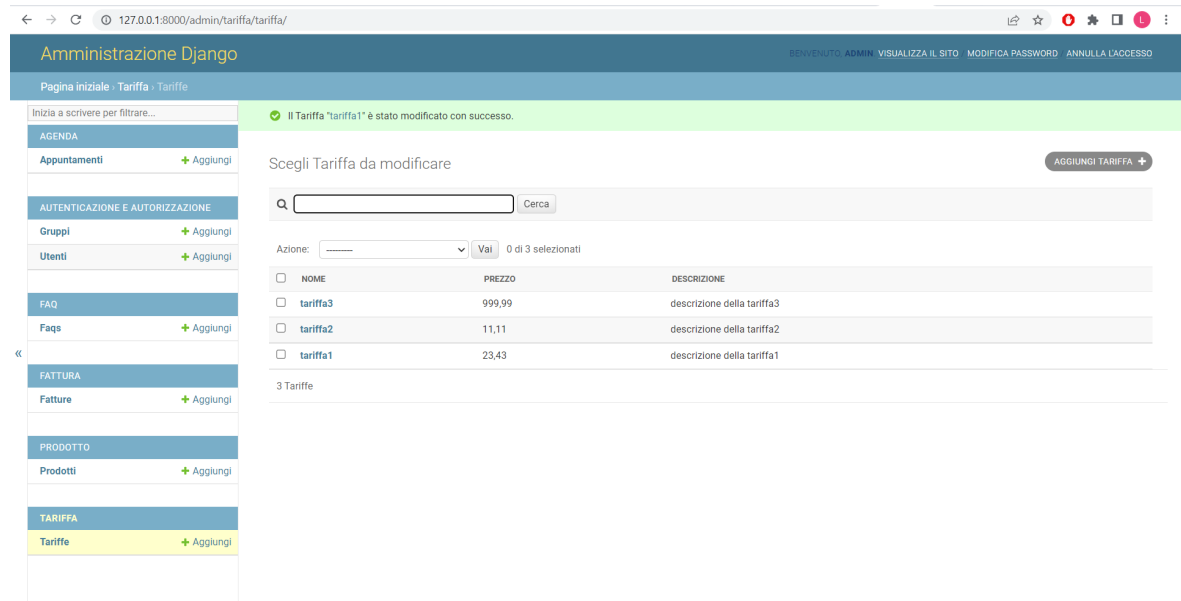 127.0.0.1:8000/admin/tariffa/tariffa/
L
Amministrazione Django
BENVENUTO, ADMIN. VISUALIZZA IL SITO / MODIFICA PASSWORD / ANNULLA L'ACCESSO
Pagina iniziale › Tariffa › Tariffe
Inizia a scrivere per filtrare...
Il Tariffa "tariffa1" è stato modificato con successo.
AGENDA
Appuntamenti + Aggiungi
AUTENTICAZIONE E AUTORIZZAZIONE
Gruppi + Aggiungi
Utenti + Aggiungi
FAQ
Faqs + Aggiungi
«
FATTURA
Fatture + Aggiungi
PRODOTTO
Prodotti + Aggiungi
TARIFFA
Tariffe + Aggiungi
Scegli Tariffa da modificare
AGGIUNGI TARIFFA +
Cerca
Azione: --------- Vai 0 di 3 selezionati
NOME PREZZO DESCRIZIONE
tariffa3 999,99 descrizione della tariffa3
tariffa2 11,11 descrizione della tariffa2
tariffa1 23,43 descrizione della tariffa1
3 Tariffe